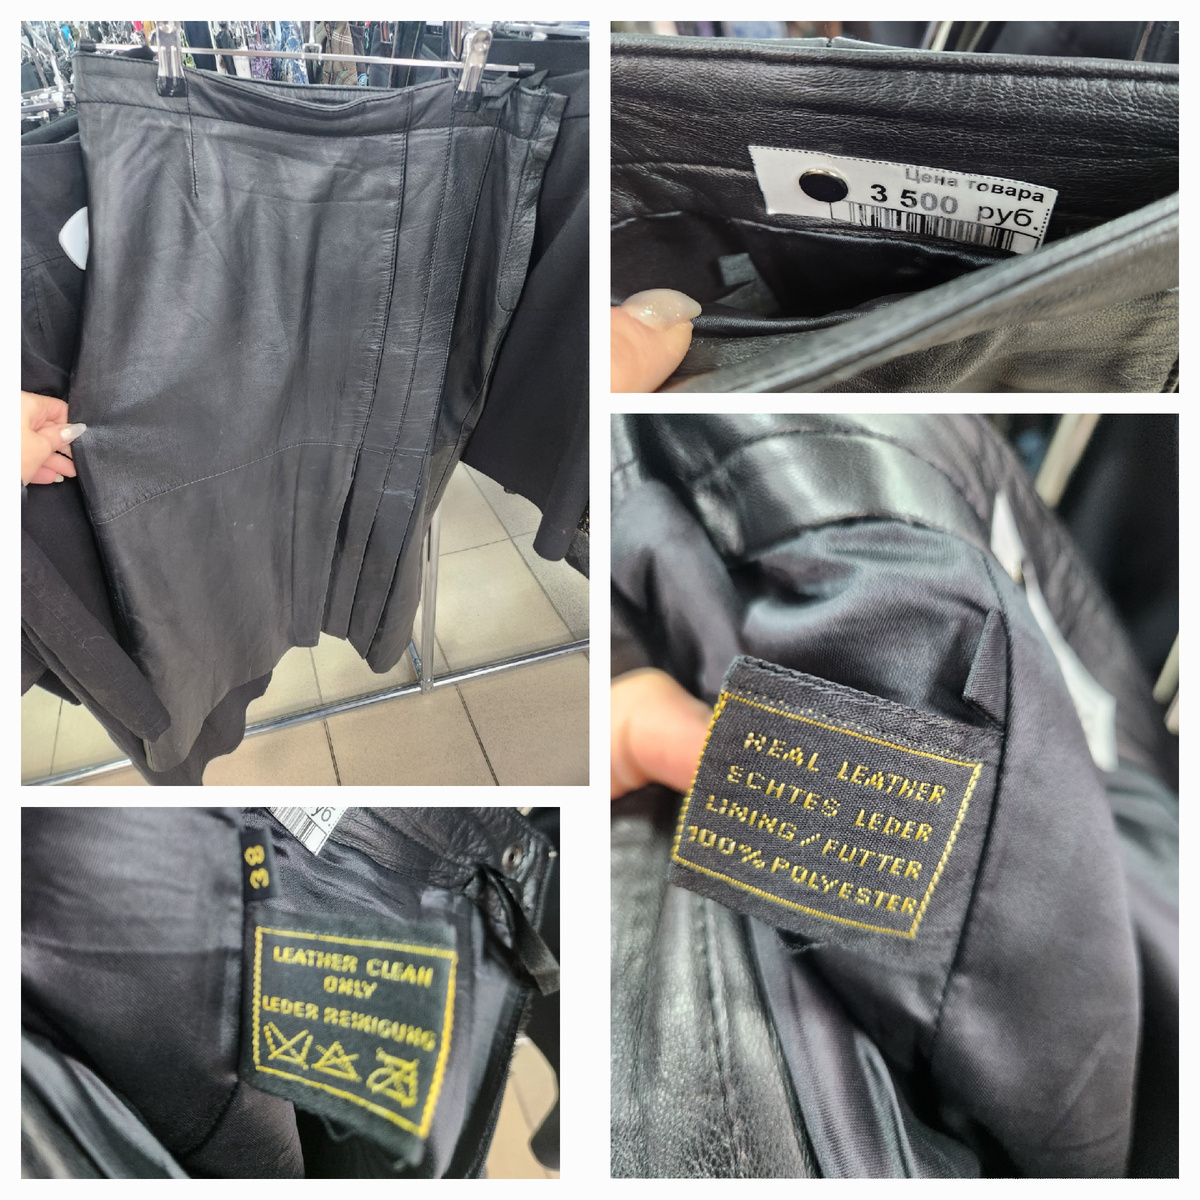 Цена товара
3 500 руб.
REAL LEATHER
ECHTES LEDER
LINING/FUTTER
100% POLYESTER
уб.
38
LEATHER CLEAN
ONLY
LEDER REINIGUNG